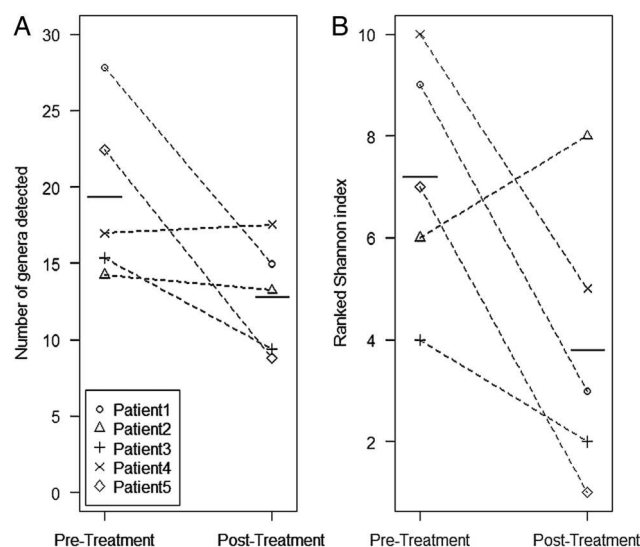 A
B
Number of genera detected
30
25
20
15
10
5
0
Patient1
Patient2
Patient3
Patient4
Patient5
Pre-Treatment Post-Treatment
Ranked Shannon index
10
8
6
4
2
Pre-Treatment Post-Treatment